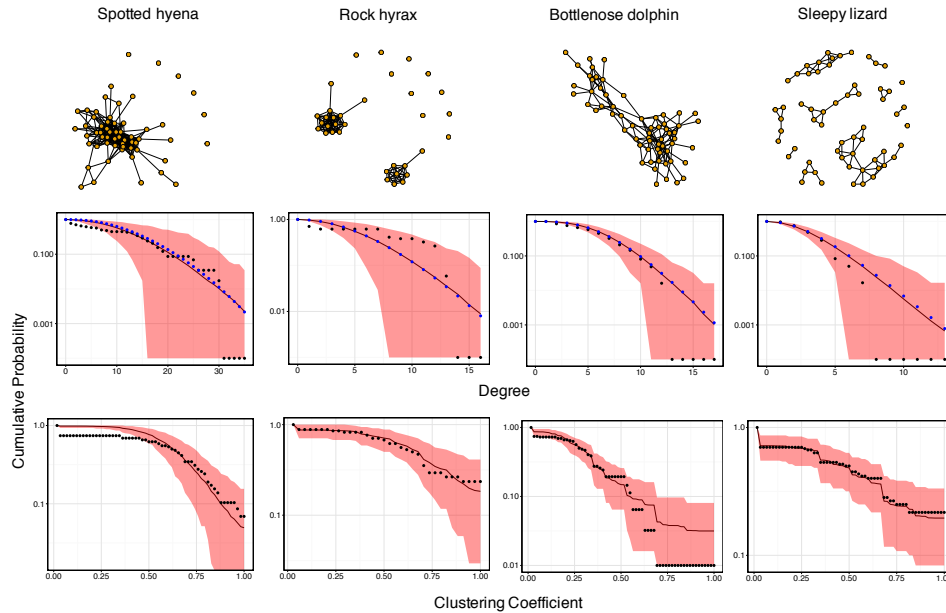 Spotted hyena Rock hyrax Bottlenose dolphin Sleepy lizard
0.100
0.001
0 10 20 30
1.00
0.01
0 5 10 15
0.100
0.001
0 5 10 15
0.100
0.001
0 5 10
Cumulative Probability
Degree
1.0
0.1
0.00 0.25 0.50 0.75 1.00
1.0
0.1
0.00 0.25 0.50 0.75 1.00
1.00
0.10
0.01
0.00 0.25 0.50 0.75 1.00
1.0
0.1
0.00 0.25 0.50 0.75 1.0
Clustering Coefficient